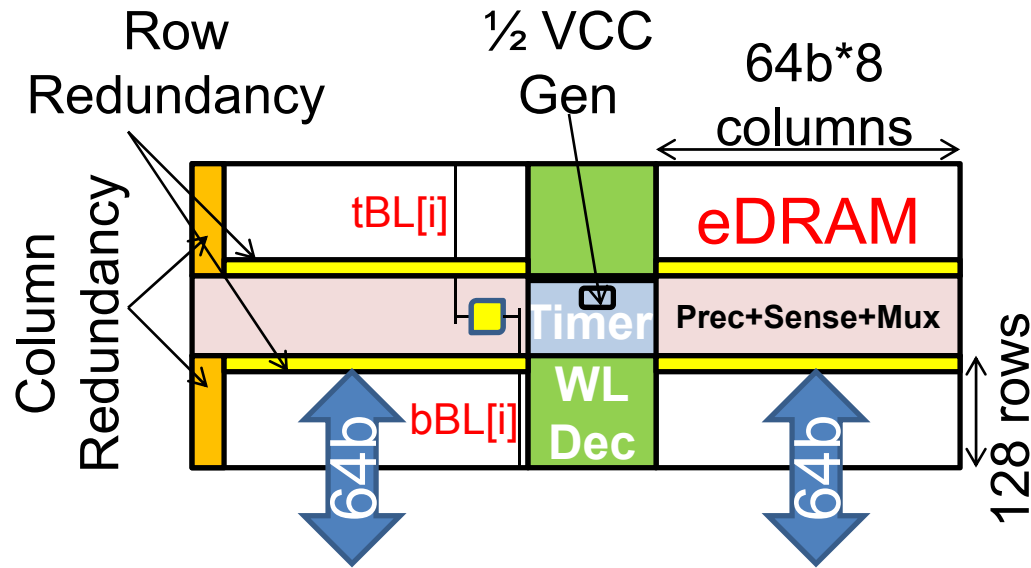 Row
Redundancy
½ VCC
Gen
64b*8
columns
Column
Redundancy
tBL[i]
eDRAM
Timer
Prec+Sense+Mux
WL
Dec
bBL[i]
64b
64b
128 rows